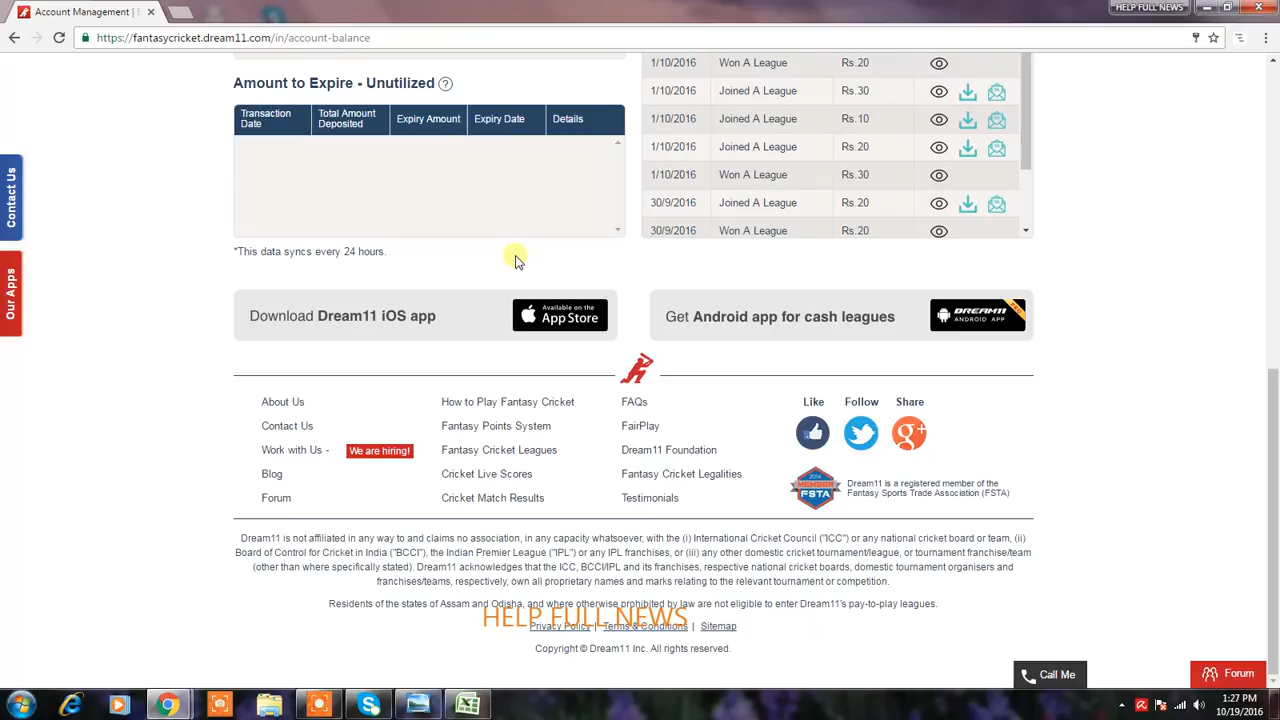 Account Management |
HELP FULL NEWS
https://fantasycricket.dream11.com/in/account-balance
Amount to Expire - Unutilized ?
Transaction Date Total Amount Deposited Expiry Amount Expiry Date Details
*This data syncs every 24 hours.
1/10/2016 Won A League Rs.20
1/10/2016 Joined A League Rs.30
1/10/2016 Joined A League Rs.10
1/10/2016 Joined A League Rs.20
1/10/2016 Won A League Rs.30
30/9/2016 Joined A League Rs.20
30/9/2016 Won A League Rs.20
Contact Us
Our Apps
Download Dream11 iOS app
Available on the
App Store
Get Android app for cash leagues
DREAM11
ANDROID APP
PRO
About Us
Contact Us
Work with Us - We are hiring!
Blog
Forum
How to Play Fantasy Cricket
Fantasy Points System
Fantasy Cricket Leagues
Cricket Live Scores
Cricket Match Results
FAQs
FairPlay
Dream11 Foundation
Fantasy Cricket Legalities
Testimonials
Like Follow Share
g+
2014
MEMBER
FSTA
Dream11 is a registered member of the
Fantasy Sports Trade Association (FSTA)
Dream11 is not affiliated in any way to and claims no association, in any capacity whatsoever, with the (i) International Cricket Council ("ICC") or any national cricket board or team, (ii)
Board of Control for Cricket in India ("BCCI"), the Indian Premier League ("IPL") or any IPL franchises, or (iii) any other domestic cricket tournament/league, or tournament franchise/team
(other than where specifically stated). Dream11 acknowledges that the ICC, BCCI/IPL and its franchises, respective national cricket boards, domestic tournament organisers and
franchises/teams, respectively, own all proprietary names and marks relating to the relevant tournament or competition.
Residents of the states of Assam and Odisha, and where otherwise prohibited by law are not eligible to enter Dream11's pay-to-play leagues.
HELP FULL NEWS
Privacy Policy | Terms & Conditions | Sitemap
Copyright © Dream11 Inc. All rights reserved.
Call Me
Forum
1:27 PM
10/19/2016